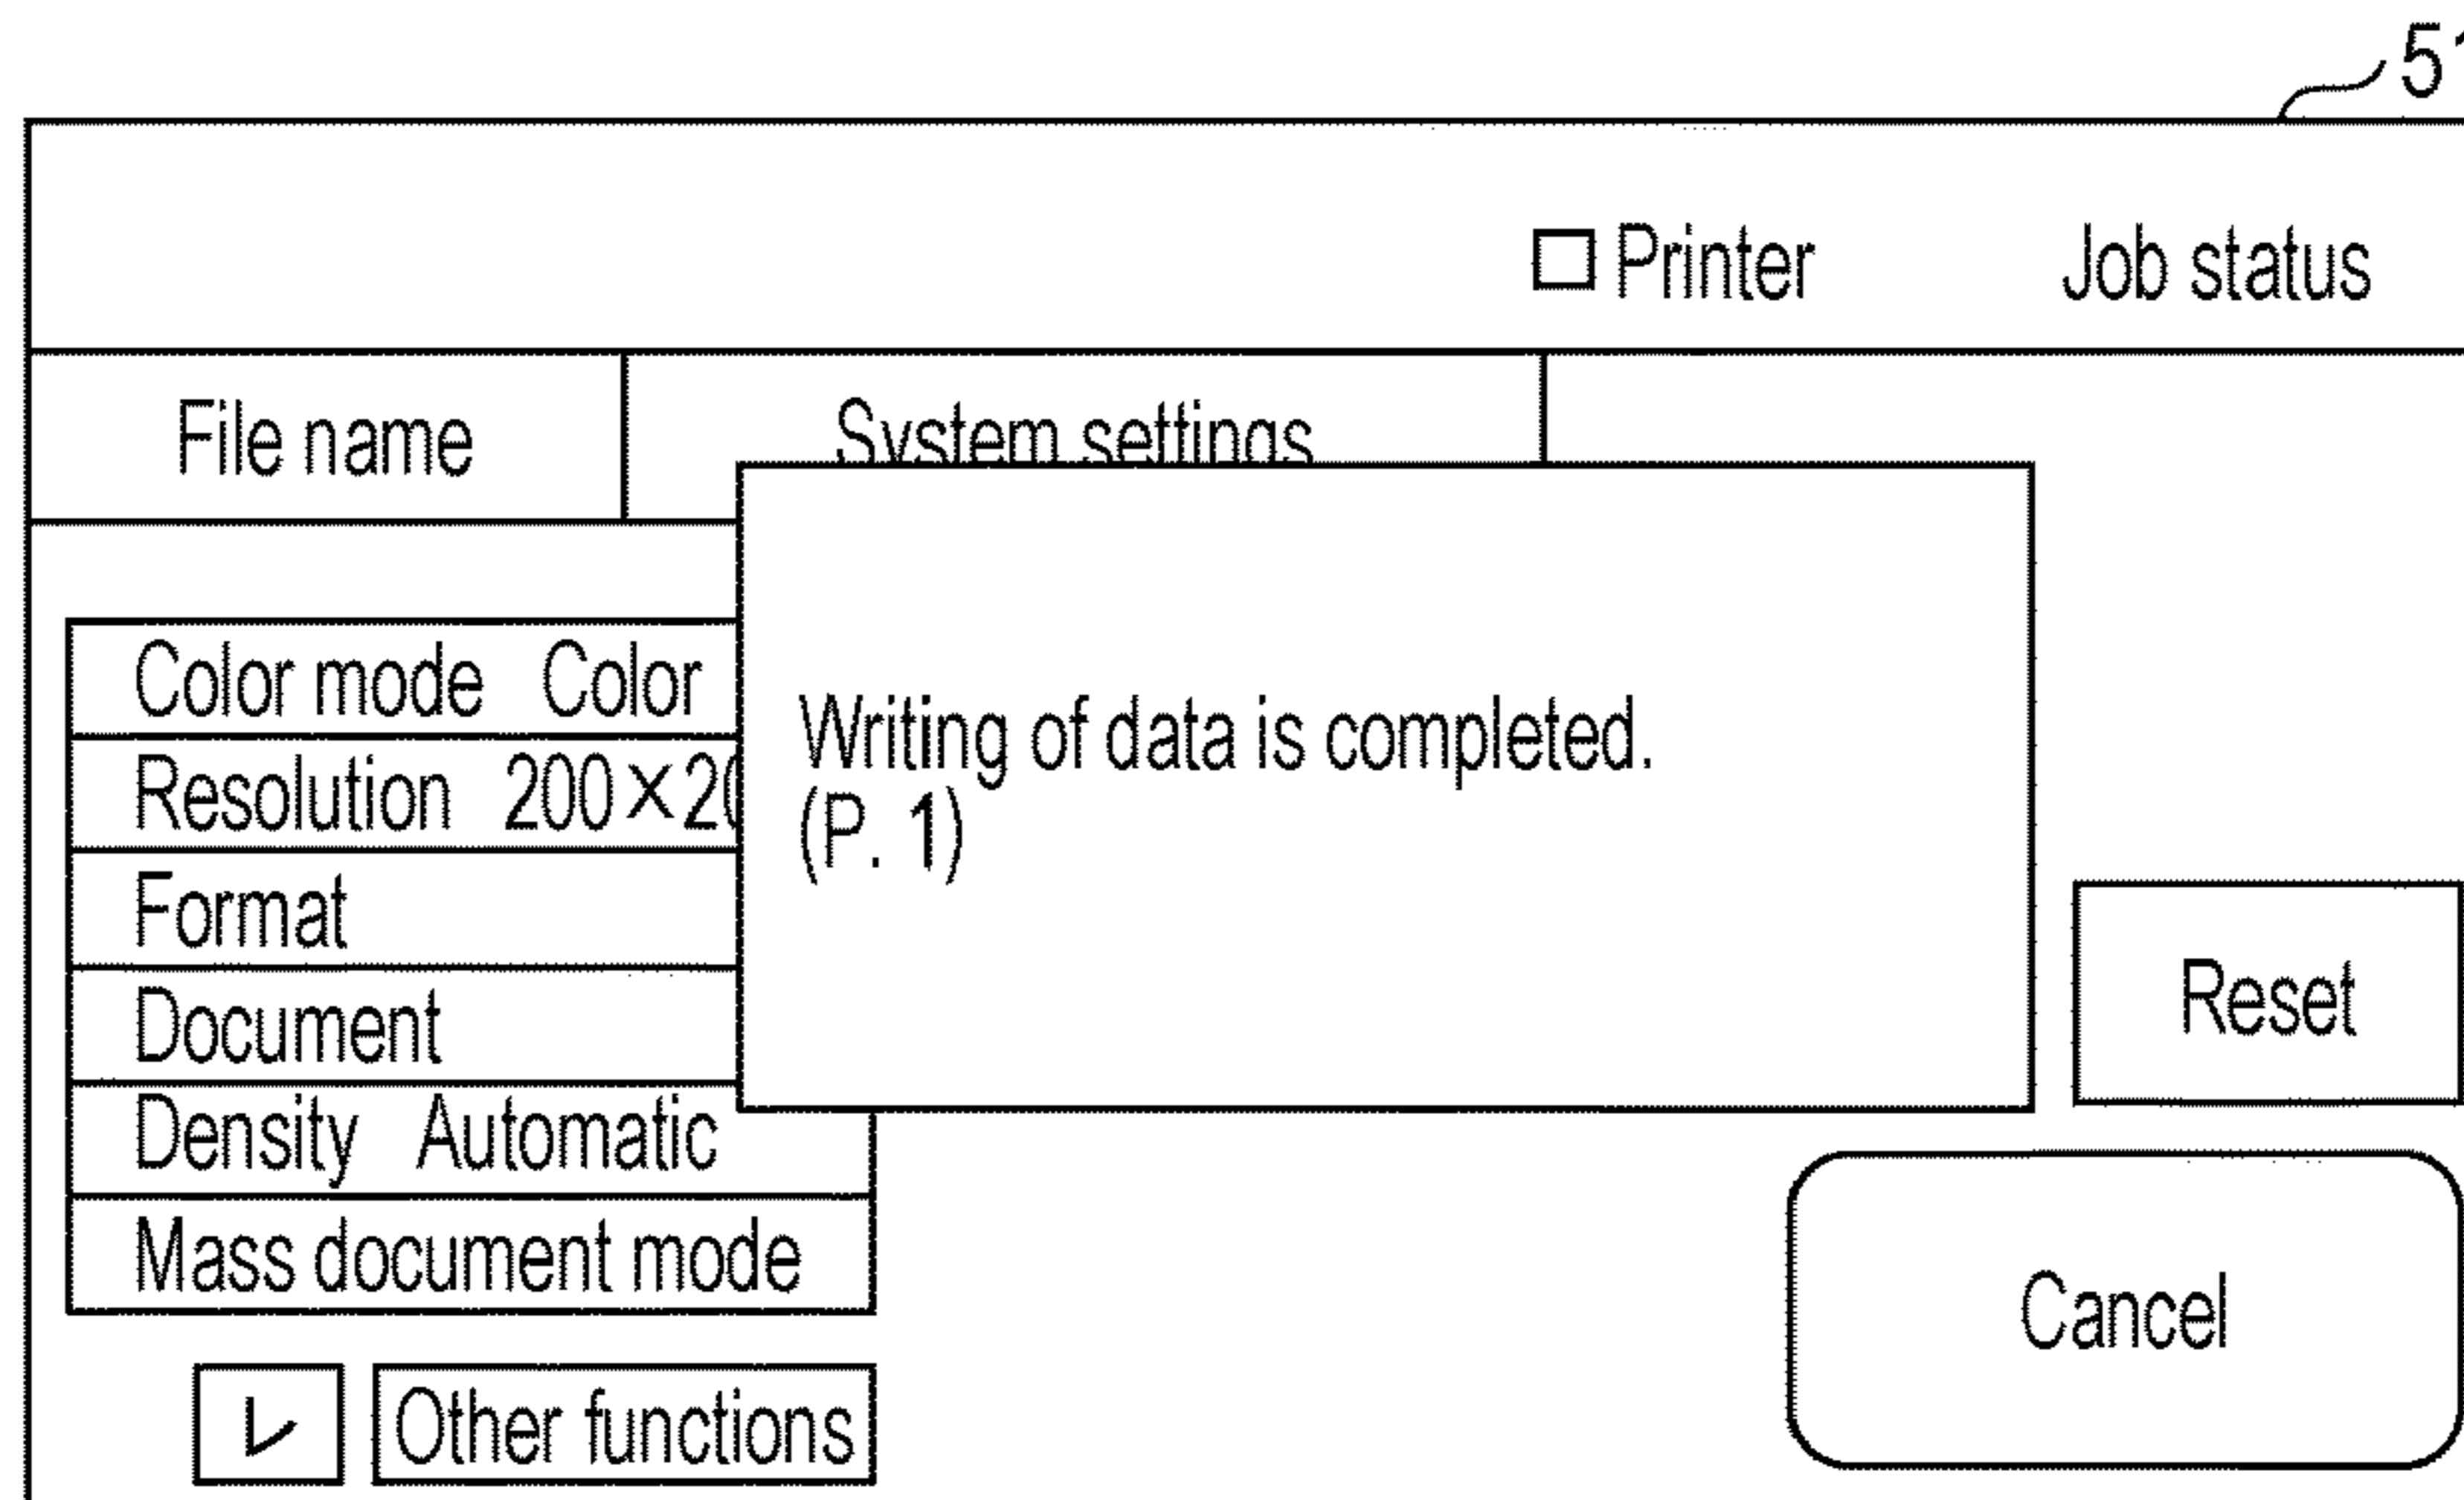 51
Printer Job status
File name System settings
Color mode Color
Resolution 200×20
Format
Document
Density Automatic
Mass document mode
Other functions
Writing of data is completed.
(P. 1)
Reset
Cancel